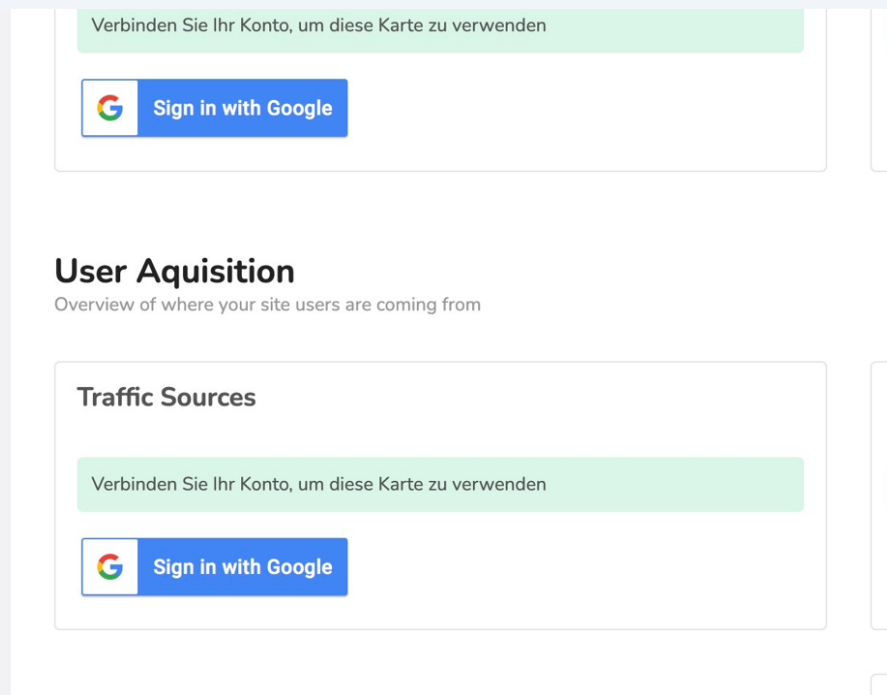 Verbinden Sie Ihr Konto, um diese Karte zu verwenden
Sign in with Google
User Aquisition
Overview of where your site users are coming from
Traffic Sources
Verbinden Sie Ihr Konto, um diese Karte zu verwenden
Sign in with Google